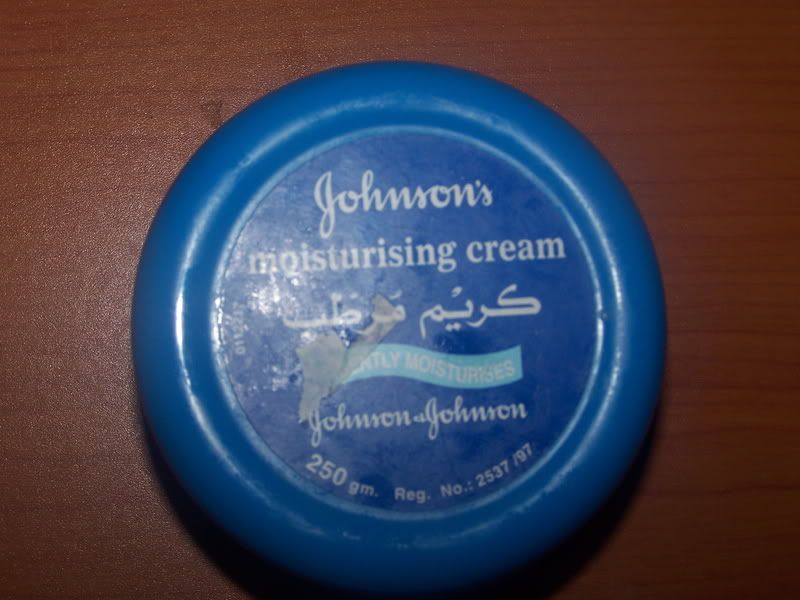 Johnson's
moisturising cream
كريم مرطب
MOISTURISES
Johnson & Johnson
250 gm. Reg. No.: 2537/97